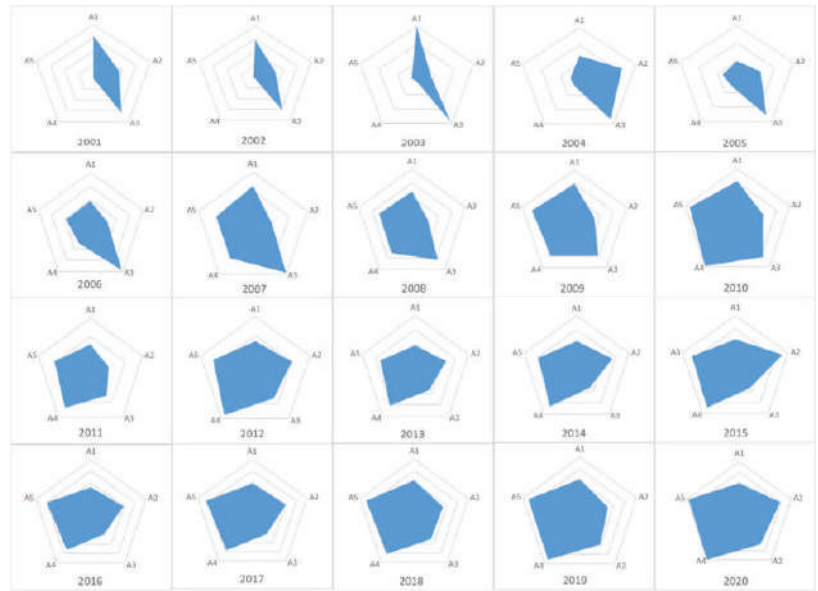 A1
A5 A2
A4 A3
2001
A1
A5 A2
A4 A3
2002
A1
A5 A2
A4 A3
2003
A1
A5 A2
A4 A3
2004
A1
A5 A2
A4 A3
2005
A1
A5 A2
A4 A3
2006
A1
A5 A2
A4 A3
2007
A1
A5 A2
A4 A3
2008
A1
A5 A2
A4 A3
2009
A1
A5 A2
A4 A3
2010
A1
A5 A2
A4 A3
2011
A1
A5 A2
A4 A3
2012
A1
A5 A2
A4 A3
2013
A1
A5 A2
A4 A3
2014
A1
A5 A2
A4 A3
2015
A1
A5 A2
A4 A3
2016
A1
A5 A2
A4 A3
2017
A1
A5 A2
A4 A3
2018
A1
A5 A2
A4 A3
2019
A1
A5 A2
A4 A3
2020